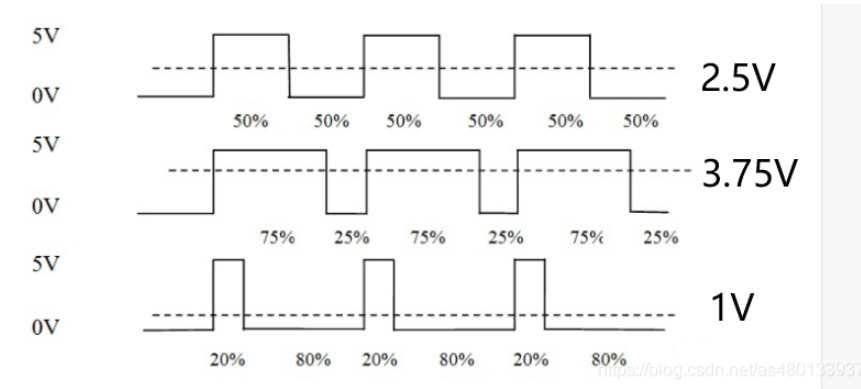 5V
2.5V
0V
50% 50% 50% 50% 50% 50%
5V
3.75V
0V
75% 25% 75% 25% 75% 25%
5V
1V
0V
20% 80% 20% 80% 20% 80%
https://blog.csdn.net/as480133937